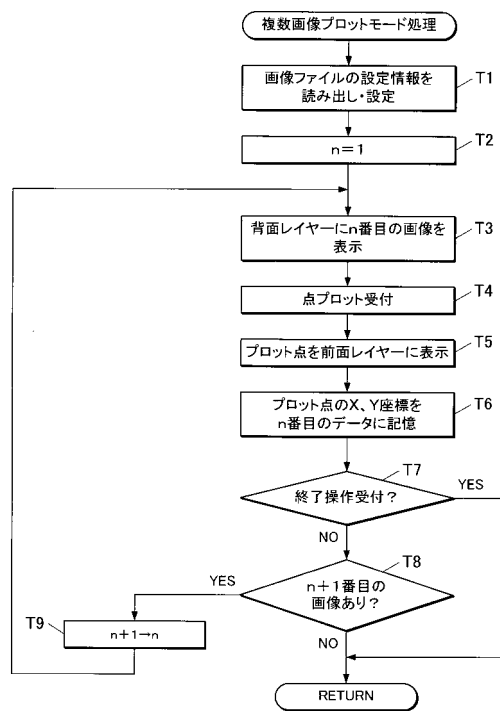 複数画像プロットモード処理
画像ファイルの設定情報を
読み出し・設定
T1
n=1
T2
背面レイヤーにn番目の画像を
表示
T3
点プロット受付
T4
プロット点を前面レイヤーに表示
T5
プロット点のX、Y座標を
n番目のデータに記憶
T6
終了操作受付?
T7
YES
NO
n+1番目の
画像あり?
T8
YES
T9
n+1→n
NO
RETURN